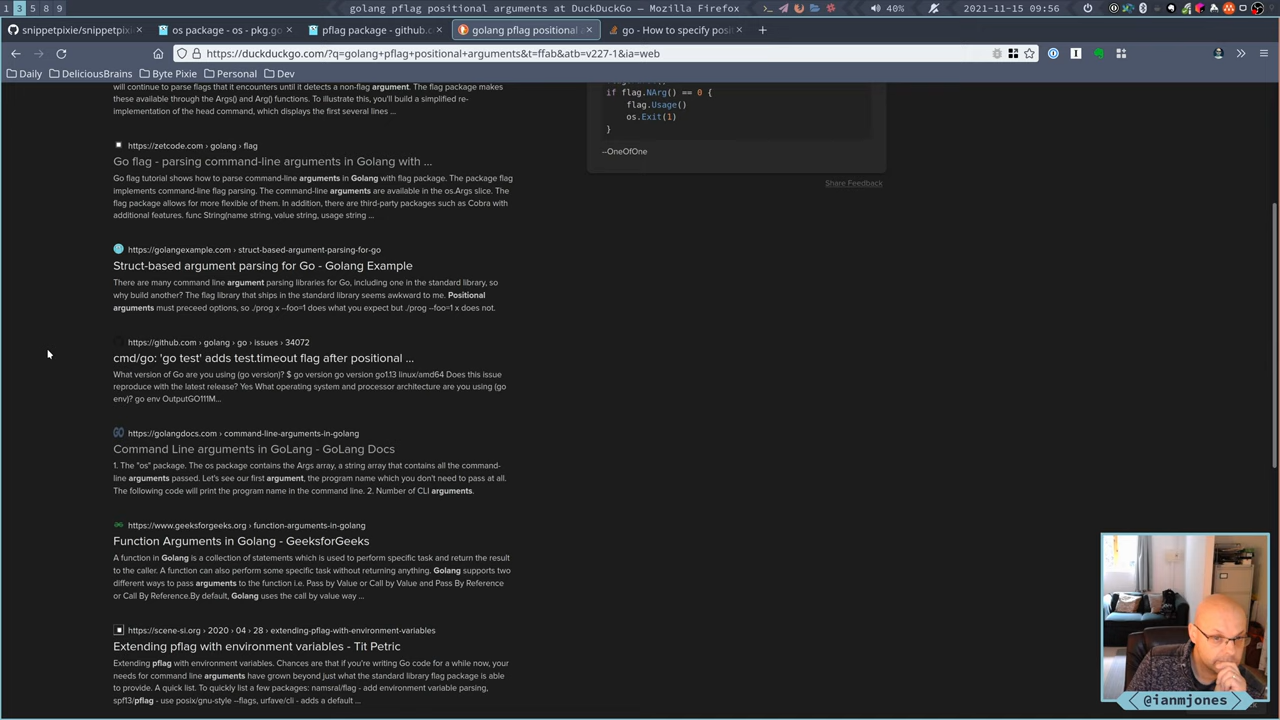 1 3 5 8 9
golang pflag positional arguments at DuckDuckGo — Mozilla Firefox
2021-11-15 09:56
snippetpixie/snippetpixi
os package - os - pkg.go
pflag package - github.c
golang pflag positional
go - How to specify posi
https://duckduckgo.com/?q=golang+pflag+positional+arguments&t=ffab&atb=v227-1&ia=web
Daily
DeliciousBrains
Byte Pixie
Personal
Dev
will continue to parse flags that it encounters until it detects a non-flag argument. The flag package
makes these available through the Args() and Arg() functions. To illustrate this, you'll build a simplified re-
implementation of the head command, which displays the first several lines ...
if flag.NArg() == 0 {
flag.Usage()
os.Exit(1)
}
--OneOfOne
Share Feedback
https://zetcode.com › golang › flag
Go flag - parsing command-line arguments in Golang with ...
Go flag tutorial shows how to parse command-line arguments in Golang with flag package. The package
implements command-line flag parsing. The command-line arguments are available in the os.Args slice. The
flag package allows for more flexible of them. In addition, there are third-party packages such as Cobra with
additional features. func String(name string, value string, usage string ...
https://golangexample.com › struct-based-argument-parsing-for-go
Struct-based argument parsing for Go - Golang Example
There are many command line argument parsing libraries for Go, including one in the standard library, so
why build another? The flag library that ships in the standard library seems awkward to me. Positional
arguments must preceed options, so ./prog x --foo=1 does what you expect but ./prog --foo=1 x does not.
https://github.com › golang › go › issues › 34072
cmd/go: 'go test' adds test.timeout flag after positional ...
What version of Go are you using (go version)? $ go version go version go1.13 linux/amd64 Does this issue
reproduce with the latest release? Yes What operating system and processor architecture are you using (go
env)? go env OutputGO111M...
https://golangdocs.com › command-line-arguments-in-golang
Command Line arguments in GoLang - GoLang Docs
1. The "os" package. The os package contains the Args array, a string array that contains all the command-
line arguments passed. Let's see our first argument, the program name which you don't need to pass at all.
The following code will print the program name in the command line. 2. Number of CLI arguments.
https://www.geeksforgeeks.org › function-arguments-in-golang
Function Arguments in Golang - GeeksforGeeks
A function in Golang is a collection of statements which is used to perform specific task and return the result
to the caller. A function can also perform some specific task without returning anything. Golang supports two
different ways to pass arguments to the function i.e. Pass by Value or Call by Value and Pass By Reference
or Call By Reference.By default, Golang uses the call by value way ...
https://scene-si.org › 2020 › 04 › 28 › extending-pflag-with-environment-variables
Extending pflag with environment variables - Tit Petric
Extending pflag with environment variables. Chances are that if you're writing Go code for a while now, your
needs for command line arguments have grown beyond just what the standard library flag package is able
to provide. A quick list. To quickly list a few packages: namsral/flag - add environment variable parsing,
spf13/pflag - use posix/gnu-style --flags, urfave/cli - adds a default ...
@ianmjones